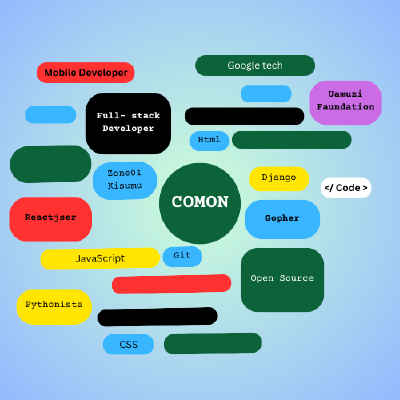 Google tech
Mobile Developer
Uamuzi
Faundation
Full- stack
Developer
Html
Zone01
Kisumu
Django
</ Code >
COMON
Reactjser
Gopher
JavaScript
Git
Open Source
Pythonista
CSS